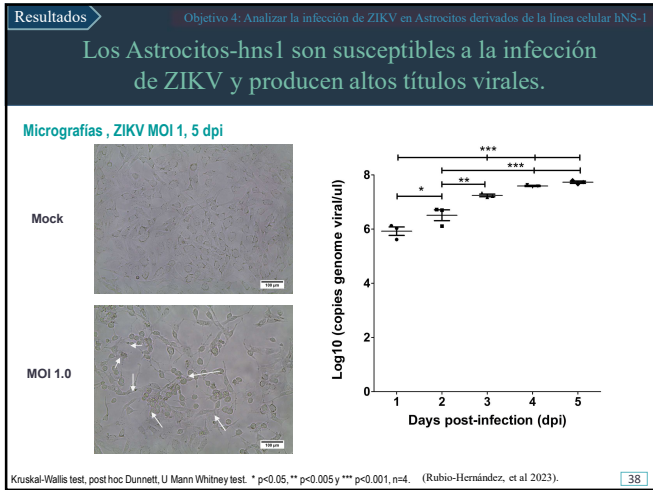 Resultados
Objetivo 4: Analizar la infección de ZIKV en Astrocitos derivados de la línea celular hNS-1
Los Astrocitos-hns1 son susceptibles a la infección
de ZIKV y producen altos títulos virales.
Micrografías , ZIKV MOI 1, 5 dpi
Mock
100 µm
MOI 1.0
100 µm
***
***
**
*
8
6
4
2
0
Log10 (copies genome viral/ul)
1 2 3 4 5
Days post-infection (dpi)
Kruskal-Wallis test, post hoc Dunnett, U Mann Whitney test. * p<0.05, ** p<0.005 y *** p<0.001, n=4. (Rubio-Hernández, et al 2023).
38